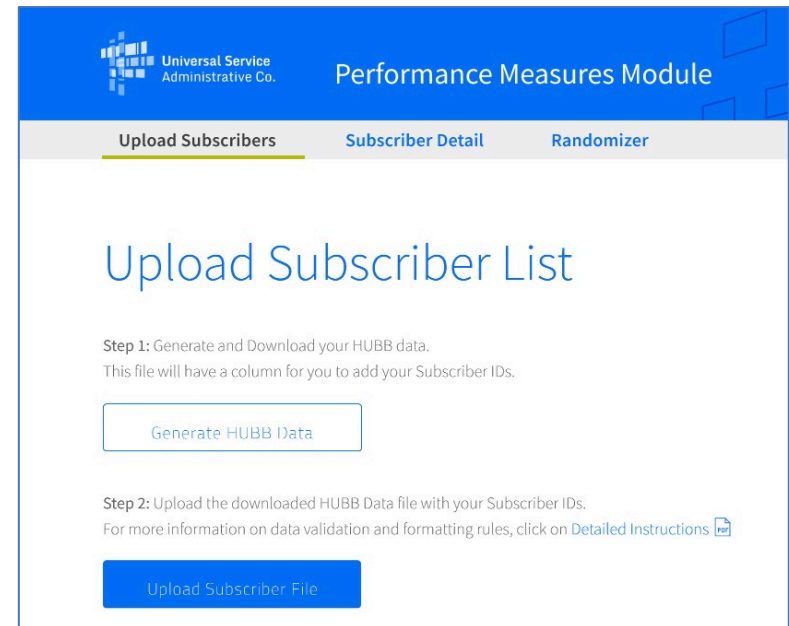 Universal Service
Administrative Co.
Performance Measures Module
Upload Subscribers
Subscriber Detail
Randomizer
Upload Subscriber List
Step 1: Generate and Download your HUBB data.
This file will have a column for you to add your Subscriber IDs.
Generate HUBB Data
Step 2: Upload the downloaded HUBB Data file with your Subscriber IDs.
For more information on data validation and formatting rules, click on Detailed Instructions PDF
Upload Subscriber File